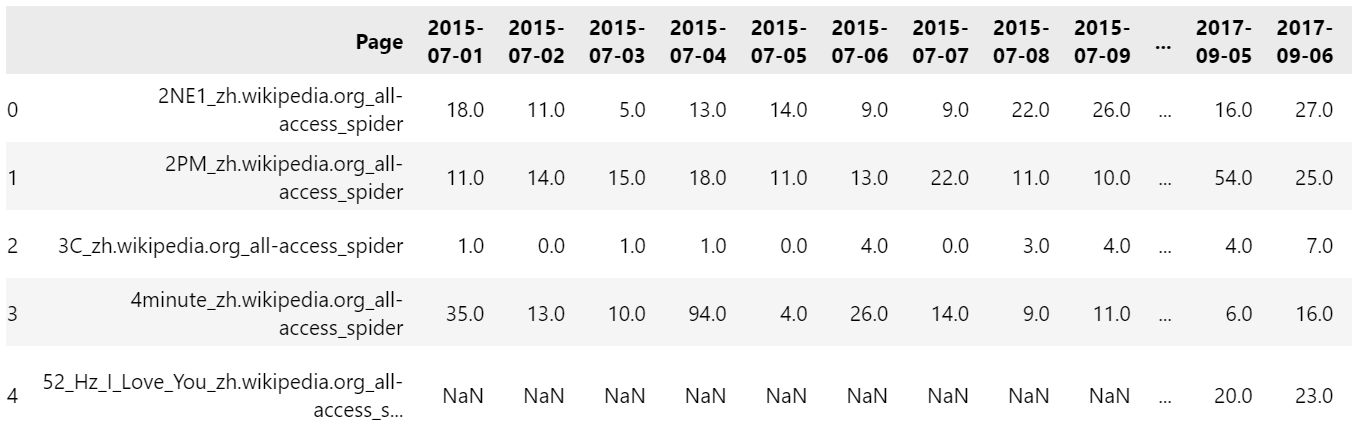 Page 2015-07-01 2015-07-02 2015-07-03 2015-07-04 2015-07-05 2015-07-06 2015-07-07 2015-07-08 2015-07-09 ... 2017-09-05 2017-09-06
0 2NE1_zh.wikipedia.org_all-access_spider 18.0 11.0 5.0 13.0 14.0 9.0 9.0 22.0 26.0 ... 16.0 27.0
1 2PM_zh.wikipedia.org_all-access_spider 11.0 14.0 15.0 18.0 11.0 13.0 22.0 11.0 10.0 ... 54.0 25.0
2 3C_zh.wikipedia.org_all-access_spider 1.0 0.0 1.0 1.0 0.0 4.0 0.0 3.0 4.0 ... 4.0 7.0
3 4minute_zh.wikipedia.org_all-access_spider 35.0 13.0 10.0 94.0 4.0 26.0 14.0 9.0 11.0 ... 6.0 16.0
4 52_Hz_I_Love_You_zh.wikipedia.org_all-access_s... NaN NaN NaN NaN NaN NaN NaN NaN NaN ... 20.0 23.0